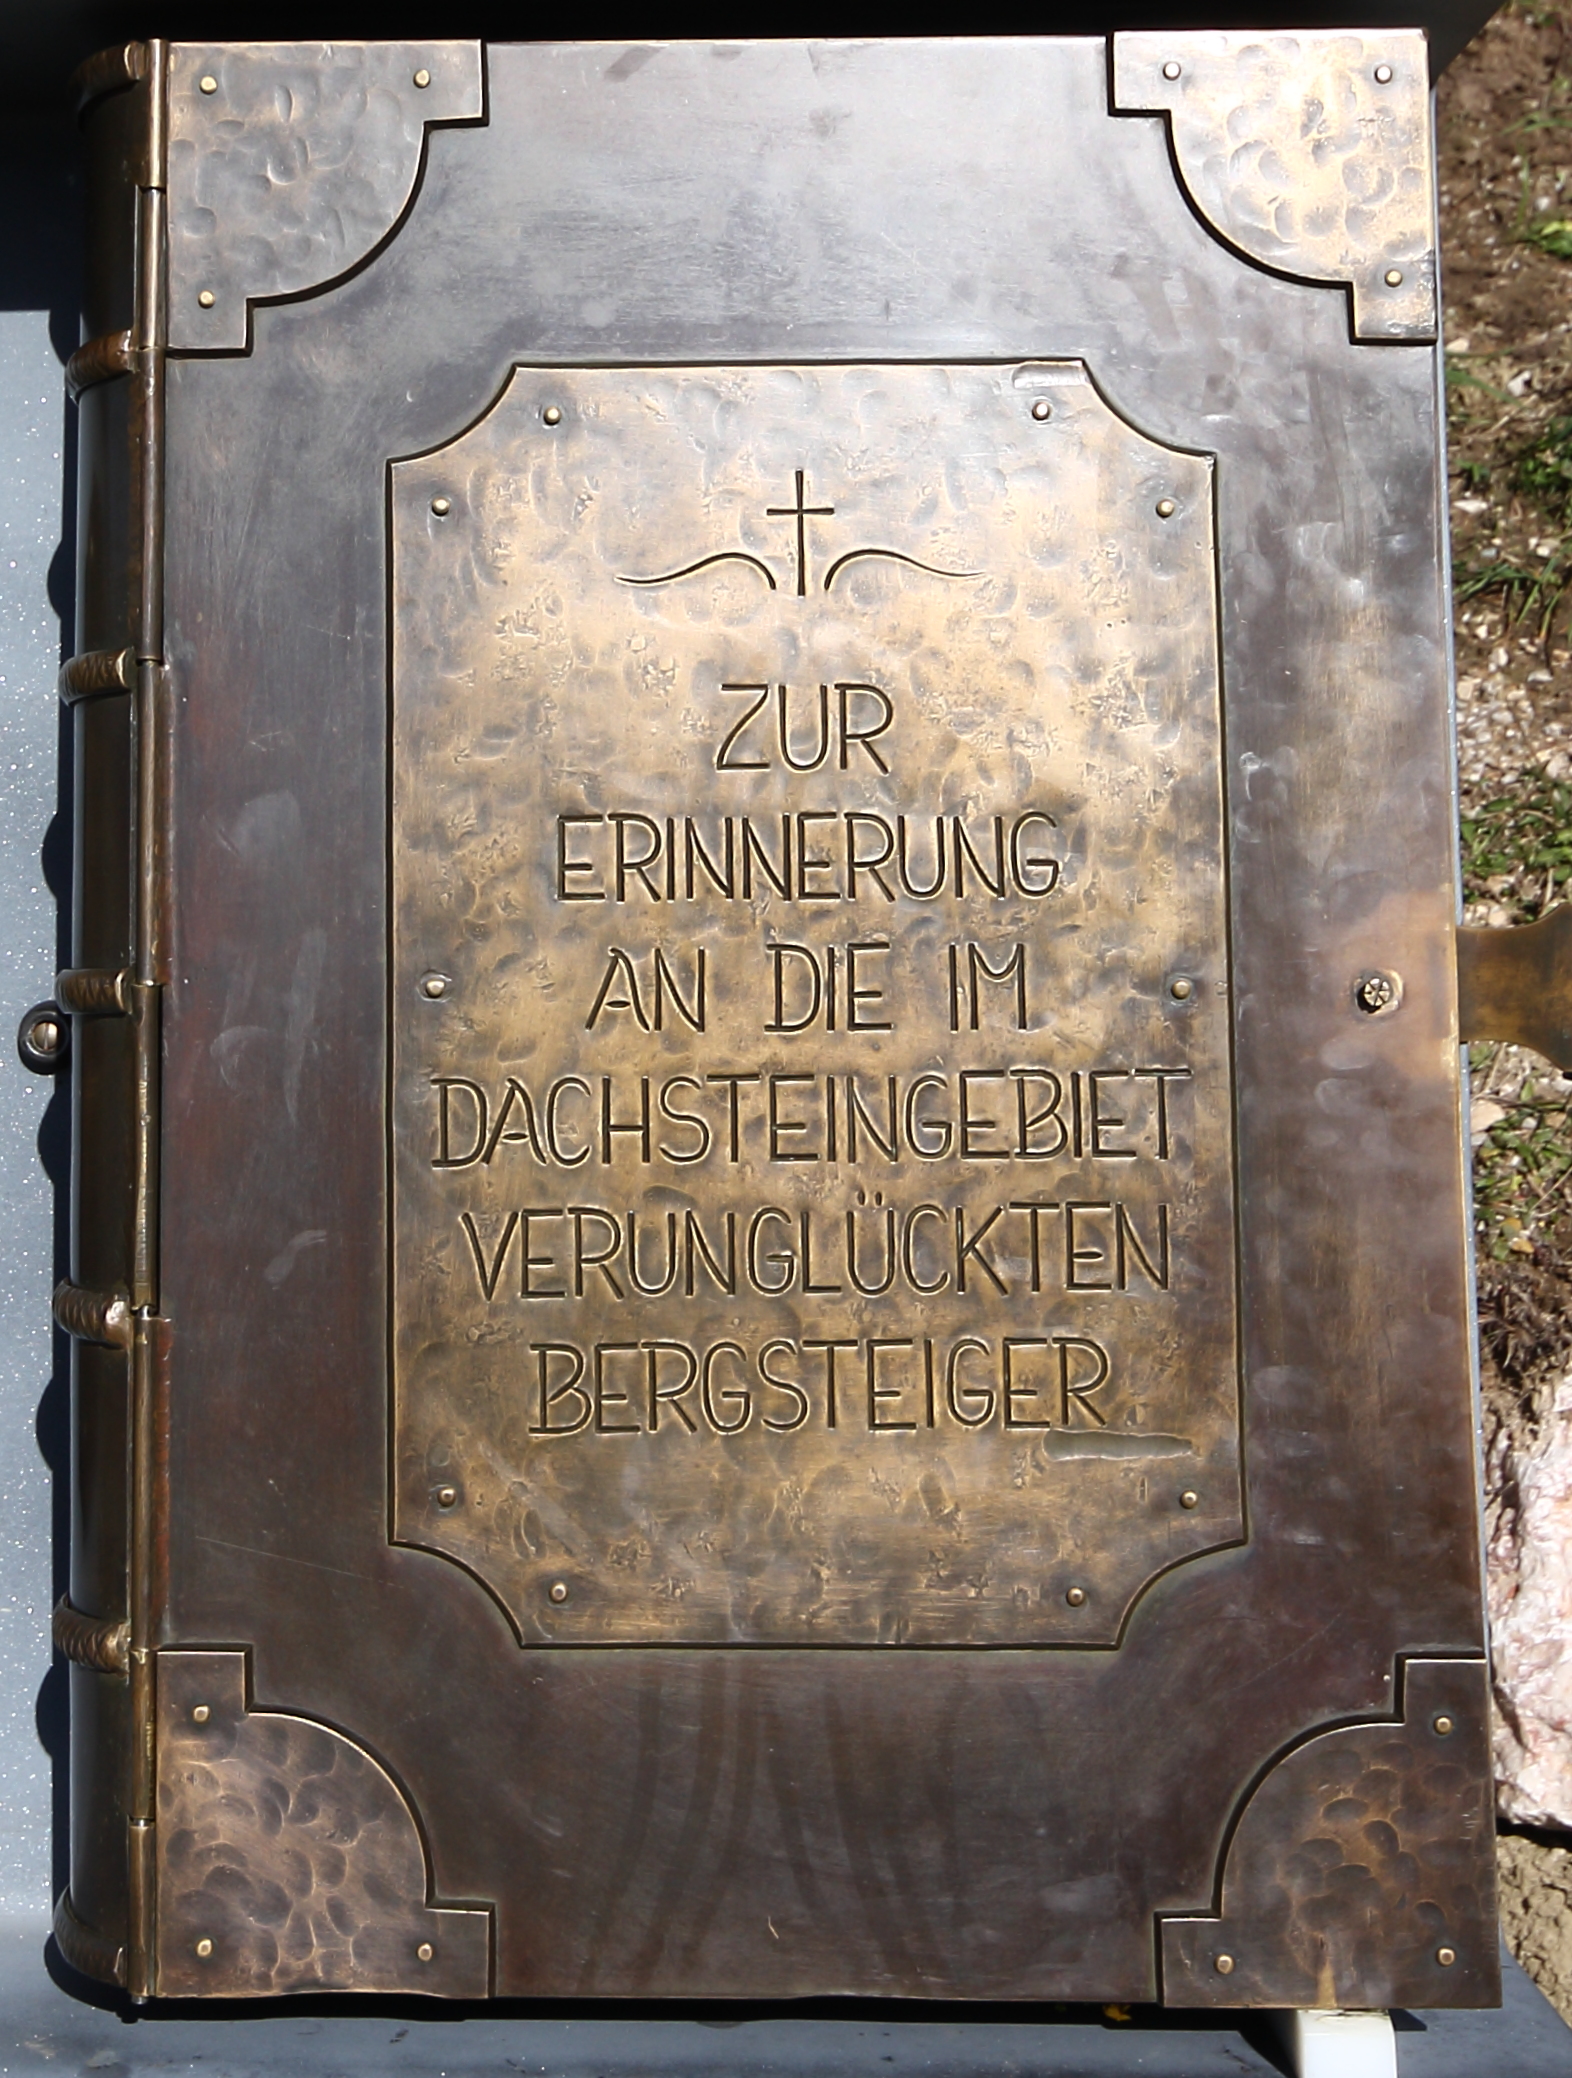 ZUR
ERINNERUNG
AN DIE IM
DACHSTEINGEBIET
VERUNGLÜCKTEN
BERGSTEIGER